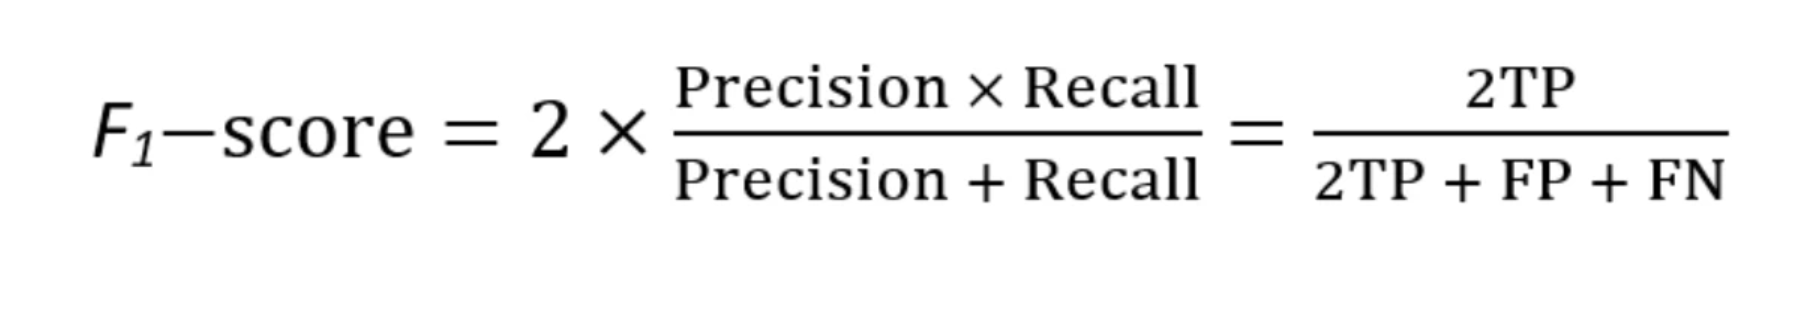 F₁−score = 2 × (Precision × Recall) / (Precision + Recall) = 2TP / (2TP + FP + FN)